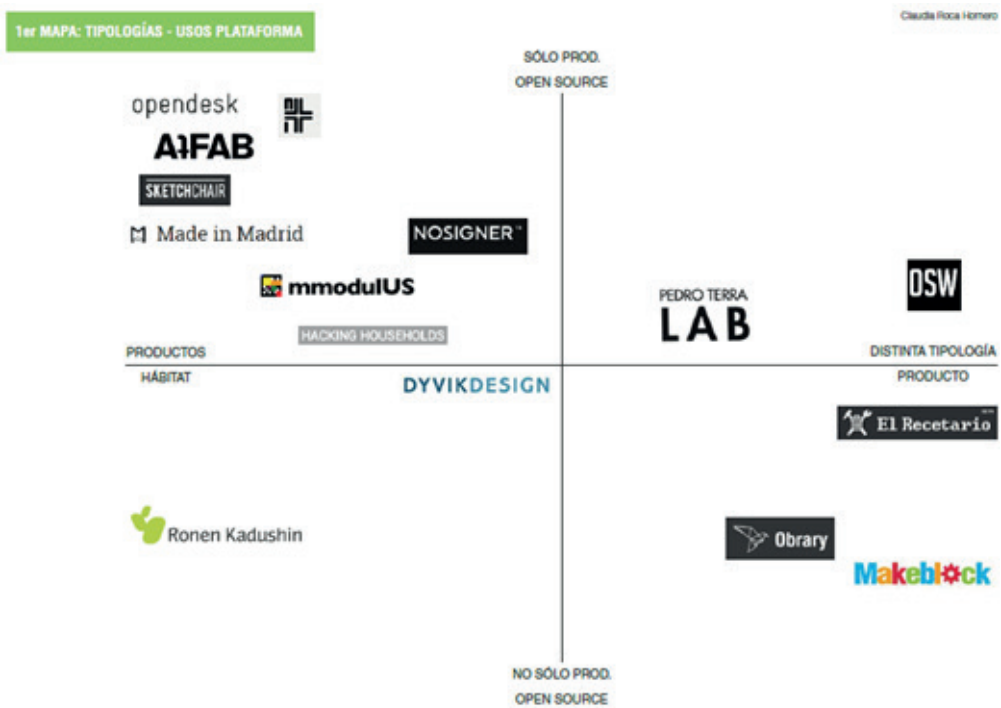 1er MAPA: TIPOLOGÍAS - USOS PLATAFORMA
Claudia Roca Homero
SÓLO PROD.
OPEN SOURCE
opendesk
AtFAB
SKETCHCHAIR
Made in Madrid
NOSIGNER™
mmodulUS
HACKING HOUSEHOLDS
PEDRO TERRA
LAB
OSW
PRODUCTOS
HÁBITAT
DISTINTA TIPOLOGÍA
PRODUCTO
DYVIKDESIGN
El Recetario
Ronen Kadushin
Obrary
Makeblock
NO SÓLO PROD.
OPEN SOURCE